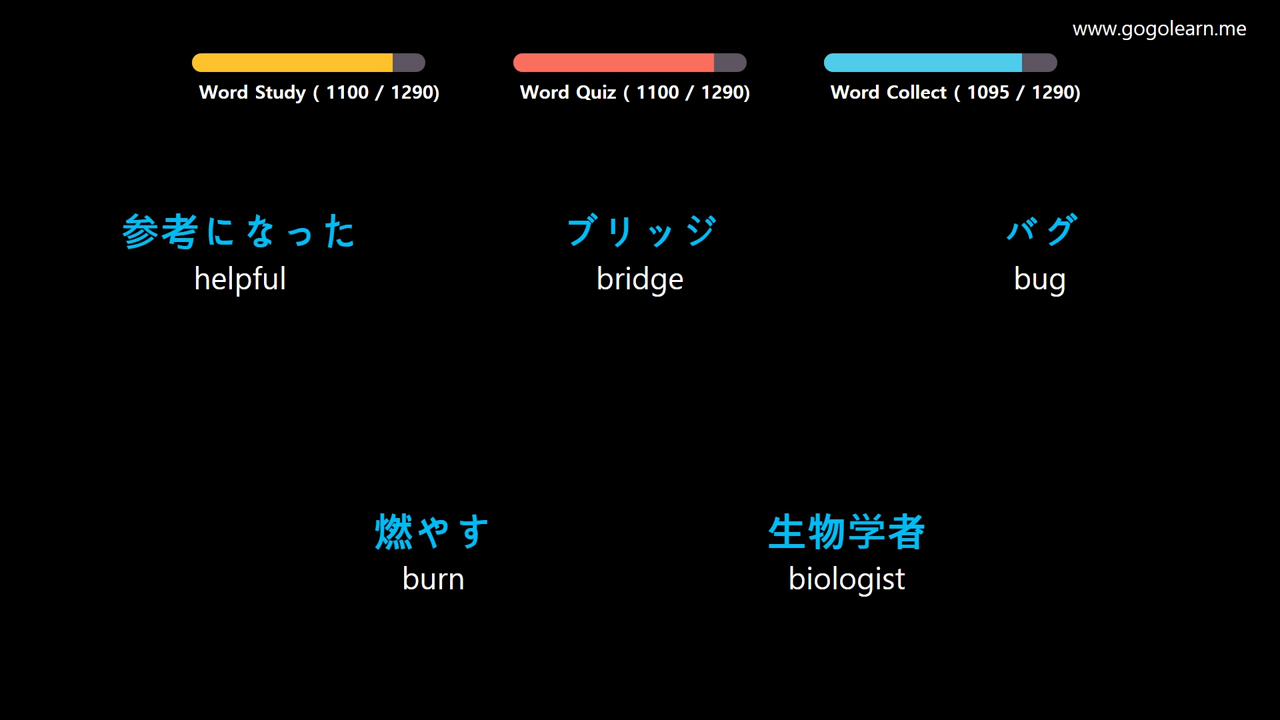 www.gogolearn.me
Word Study ( 1100 / 1290)
Word Quiz ( 1100 / 1290)
Word Collect ( 1095 / 1290)
参考になった
helpful
ブリッジ
bridge
バグ
bug
燃やす
burn
生物学者
biologist